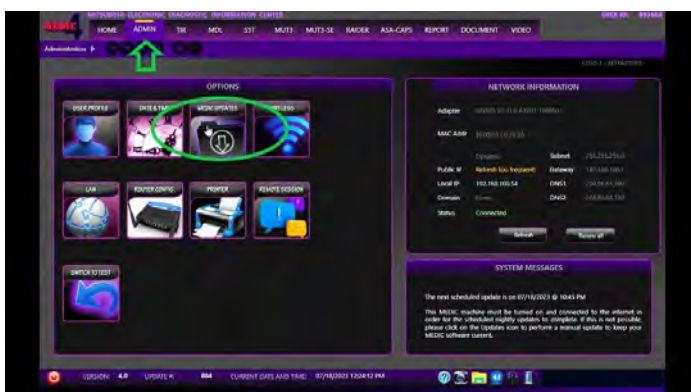 MITSUBISHI ELECTRONIC DIAGNOSTIC INFORMATION CENTER
MEDIC HOME ADMIN TIR MDL SST MUT3 MUT3-SE RAIDER ASA-CAPS REPORT DOCUMENT VIDEO
Administration
OPTIONS
USER PROFILE DATE & TIME MEDIC UPDATES WIRELESS
LAN ROUTER CONFIG PRINTER REMOTE SESSION
SWITCH TO TEST
NETWORK INFORMATION
Adapter
MAC Addr
Dynamic Subnet
Public IP Refresh too frequent! Gateway
Local IP 192.168.100.54 DNS1
Domain DNS2
Status Connected
Refresh Renew all
SYSTEM MESSAGES
The next scheduled update is on 07/18/2023 @ 10:45 PM
This MEDIC machine must be turned on and connected to the internet in
order for the scheduled nightly updates to complete. If this is not possible,
please click on the Updates icon to perform a manual update to keep your
MEDIC software current.
VERSION: 4.0 UPDATE #: 804 CURRENT DATE AND TIME: 07/18/2023 12:24:12 PM